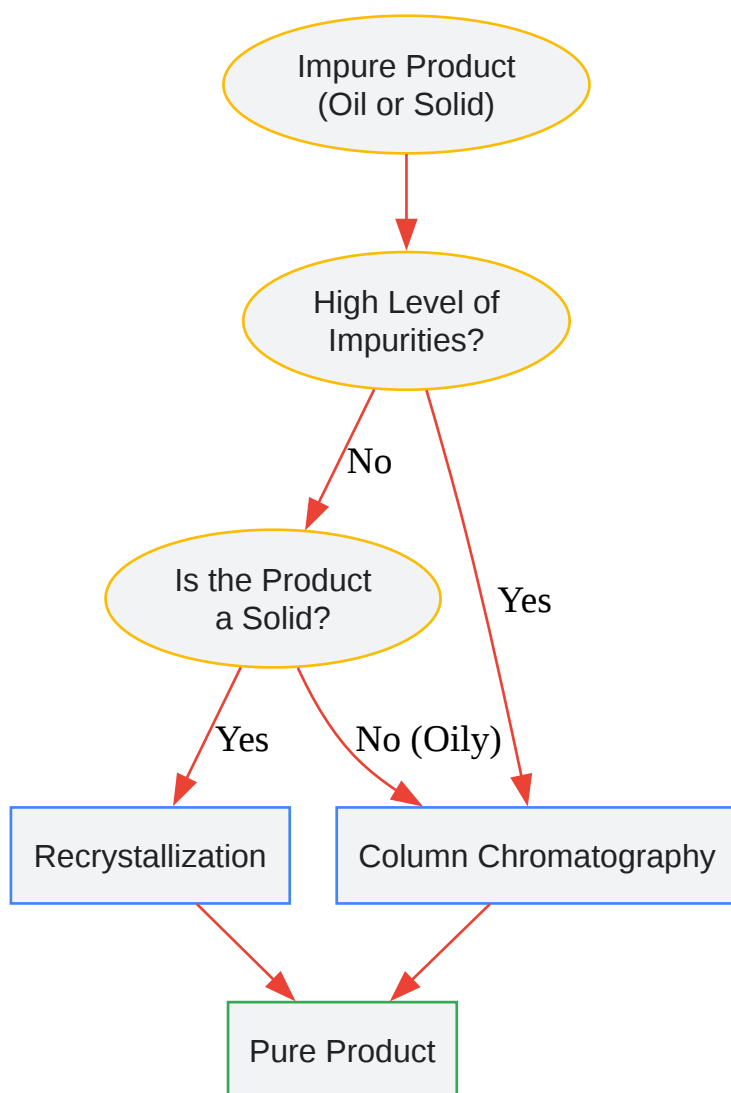 Impure Product
(Oil or Solid)
High Level of
Impurities?
No
Is the Product
a Solid?
Yes
Yes
No (Oily)
Recrystallization
Column Chromatography
Pure Product